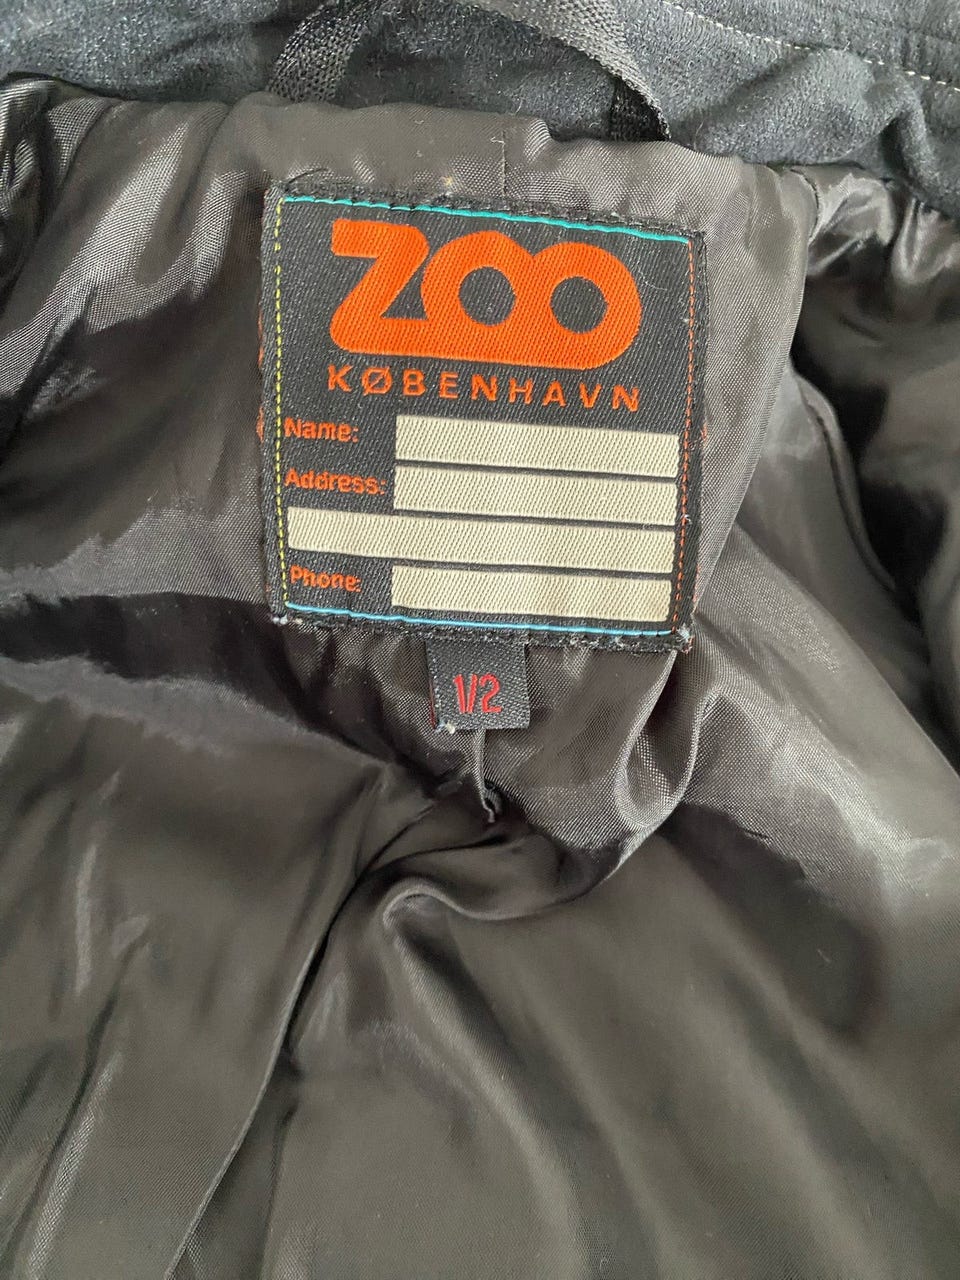 ZOO
KØBENHAVN
Name:
Address:
Phone:
1/2